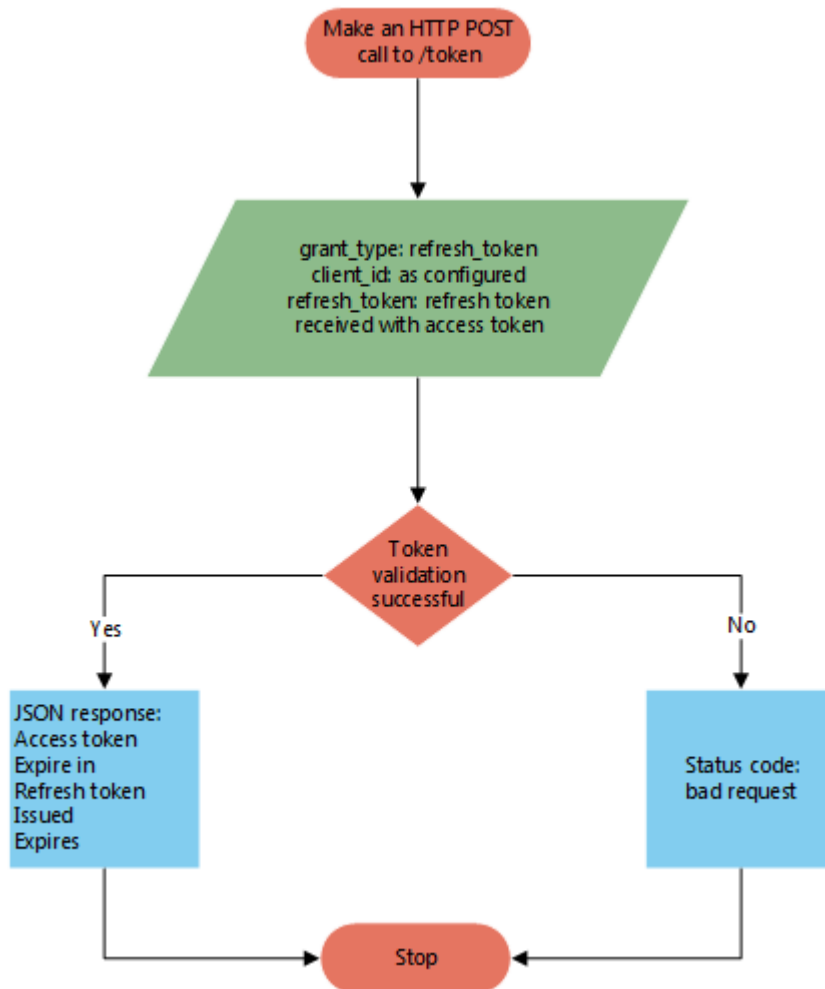 Make an HTTP POST
call to /token
grant_type: refresh_token
client_id: as configured
refresh_token: refresh token
received with access token
Token
validation
successful
Yes
No
JSON response:
Access token
Expire in
Refresh token
Issued
Expires
Status code:
bad request
Stop